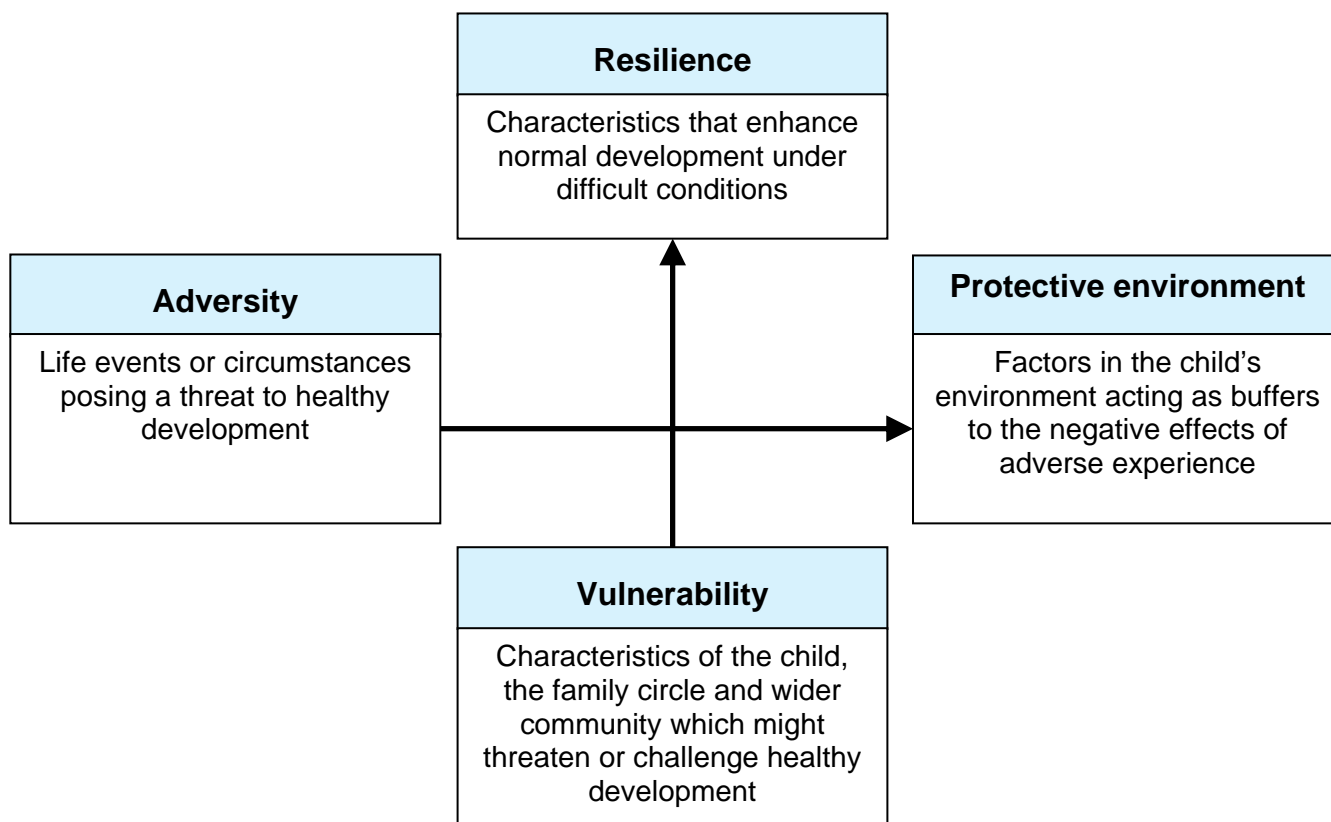 Resilience
Characteristics that enhance
normal development under
difficult conditions
Adversity
Life events or circumstances
posing a threat to healthy
development
Protective environment
Factors in the child’s
environment acting as buffers
to the negative effects of
adverse experience
Vulnerability
Characteristics of the child,
the family circle and wider
community which might
threaten or challenge healthy
development